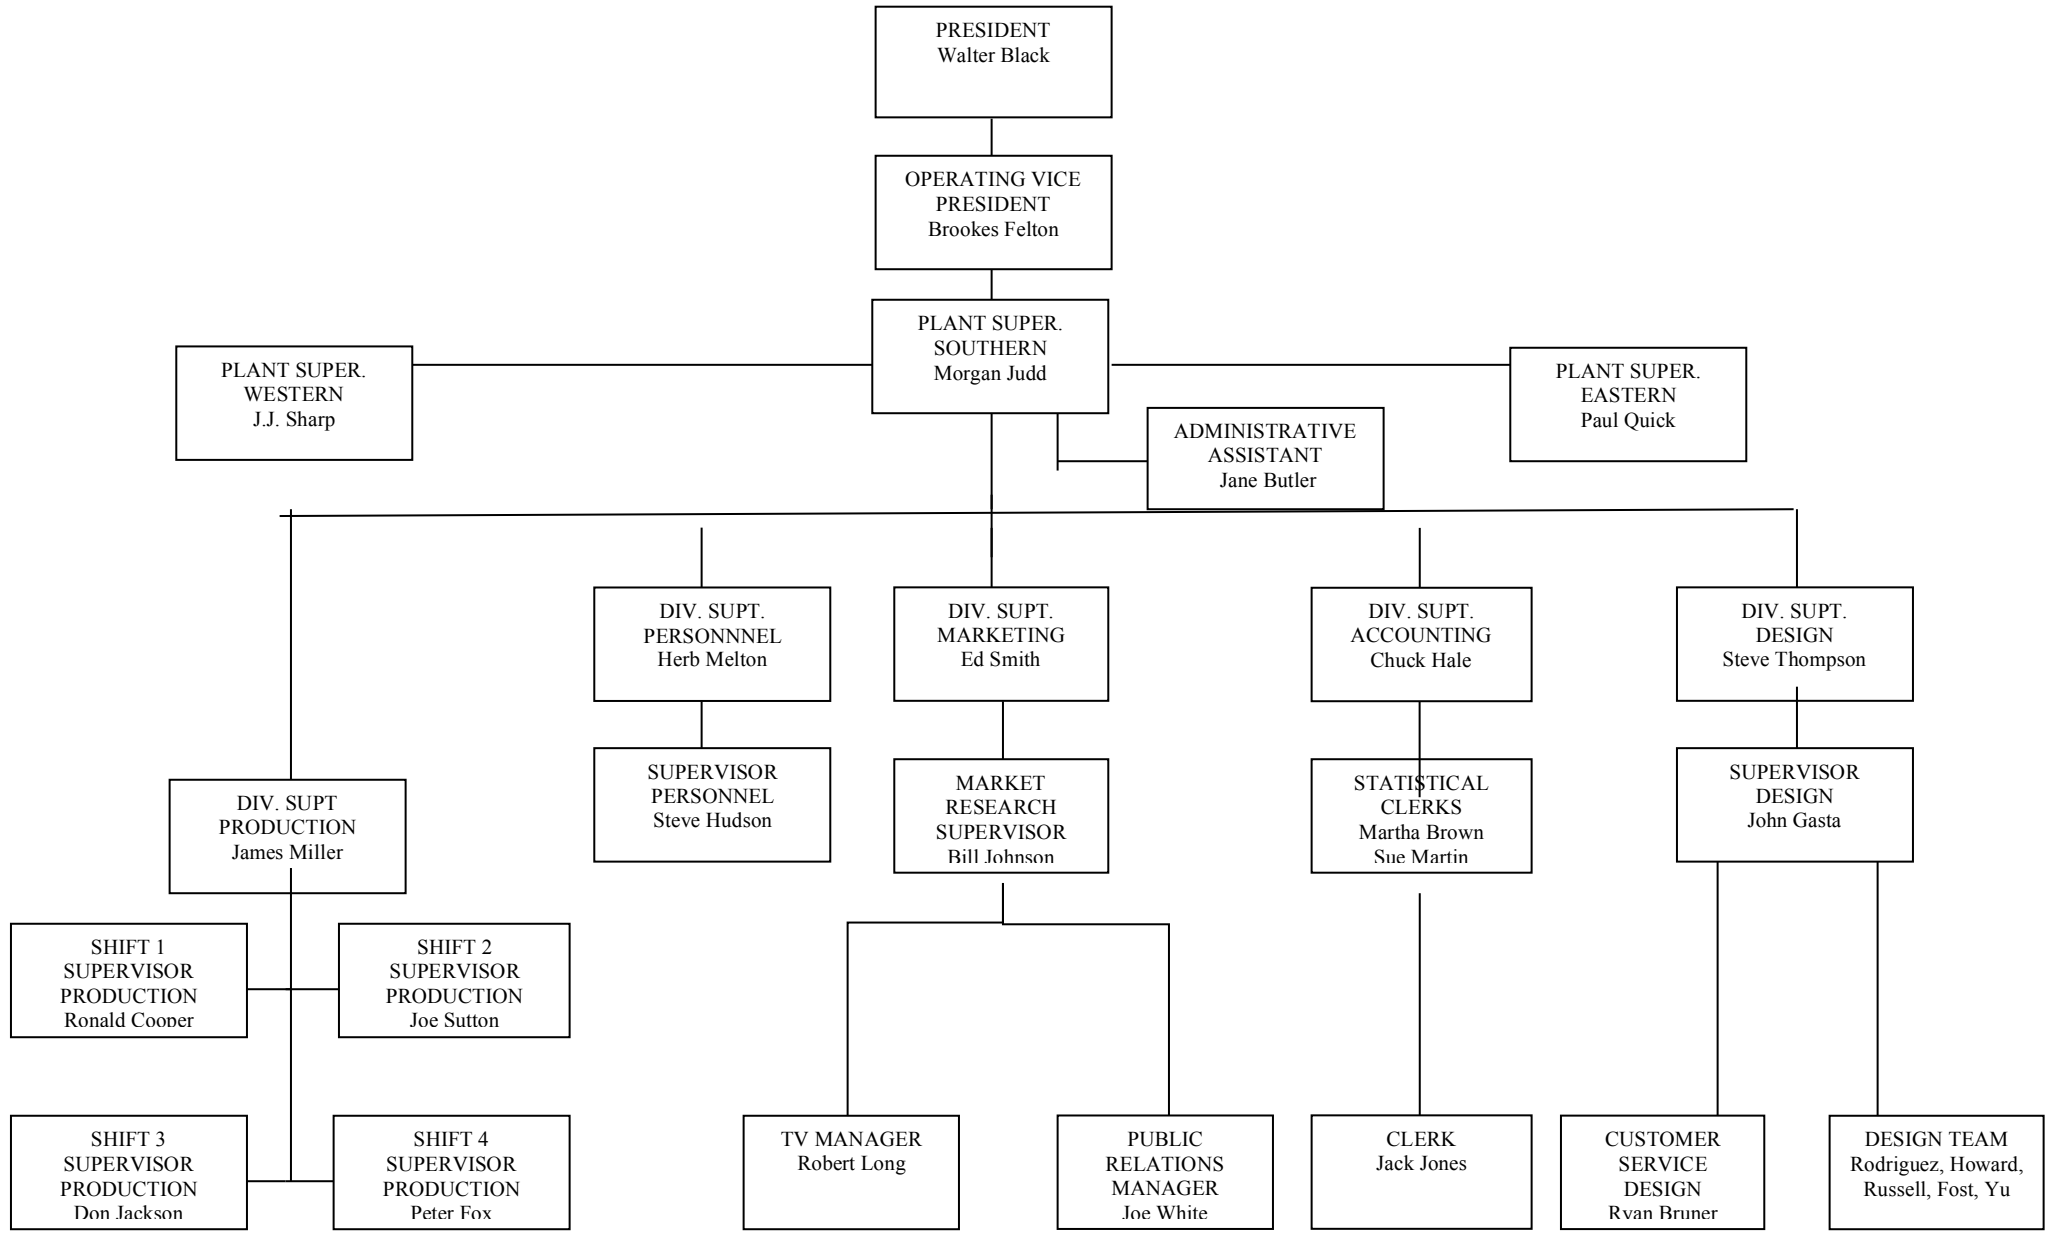 PRESIDENT
Walter Black
OPERATING VICE
PRESIDENT
Brookes Felton
PLANT SUPER.
SOUTHERN
Morgan Judd
PLANT SUPER.
WESTERN
J.J. Sharp
PLANT SUPER.
EASTERN
Paul Quick
ADMINISTRATIVE
ASSISTANT
Jane Butler
DIV. SUPT.
PERSONNNEL
Herb Melton
DIV. SUPT.
MARKETING
Ed Smith
DIV. SUPT.
ACCOUNTING
Chuck Hale
DIV. SUPT.
DESIGN
Steve Thompson
DIV. SUPT
PRODUCTION
James Miller
SUPERVISOR
PERSONNEL
Steve Hudson
MARKET
RESEARCH
SUPERVISOR
Bill Johnson
STATISTICAL
CLERKS
Martha Brown
Sue Martin
SUPERVISOR
DESIGN
John Gasta
SHIFT 1
SUPERVISOR
PRODUCTION
Ronald Cooper
SHIFT 2
SUPERVISOR
PRODUCTION
Joe Sutton
SHIFT 3
SUPERVISOR
PRODUCTION
Don Jackson
SHIFT 4
SUPERVISOR
PRODUCTION
Peter Fox
TV MANAGER
Robert Long
PUBLIC
RELATIONS
MANAGER
Joe White
CLERK
Jack Jones
CUSTOMER
SERVICE
DESIGN
Ryan Bruner
DESIGN TEAM
Rodriguez, Howard,
Russell, Fost, Yu